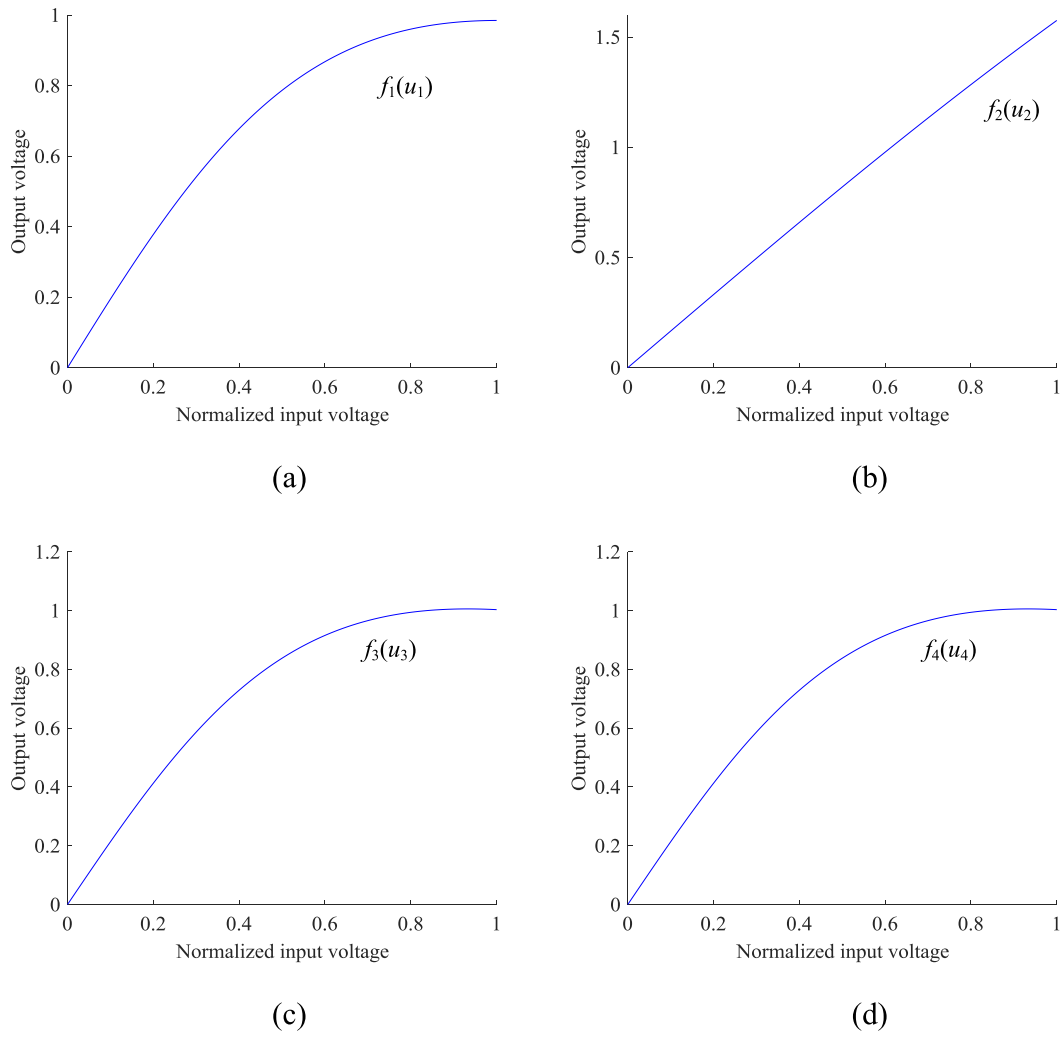 1
0.8
0.6
0.4
0.2
0
Output voltage
f1(u1)
0 0.2 0.4 0.6 0.8 1
Normalized input voltage
(a)
1.5
1
0.5
0
Output voltage
f2(u2)
0 0.2 0.4 0.6 0.8 1
Normalized input voltage
(b)
1.2
1
0.8
0.6
0.4
0.2
0
Output voltage
f3(u3)
0 0.2 0.4 0.6 0.8 1
Normalized input voltage
(c)
1.2
1
0.8
0.6
0.4
0.2
0
Output voltage
f4(u4)
0 0.2 0.4 0.6 0.8 1
Normalized input voltage
(d)